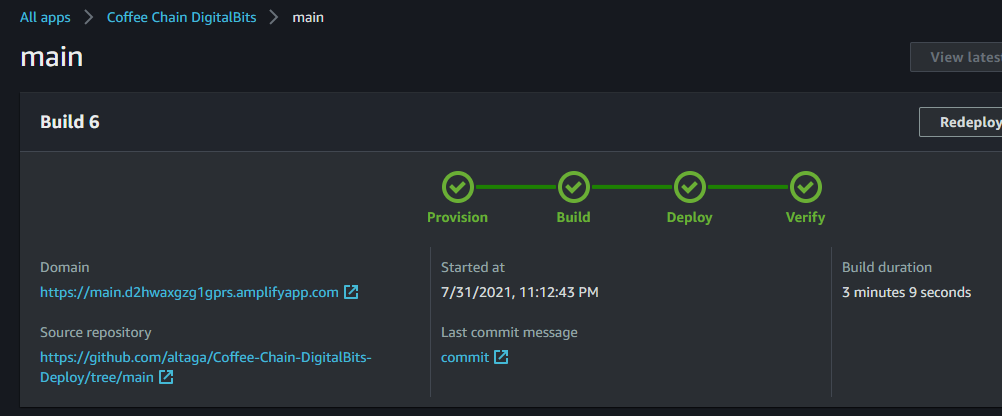 All apps > Coffee Chain DigitalBits > main
main
View lates
Build 6
Redeploy
Provision Build Deploy Verify
Domain
https://main.d2hwaxgzg1gprs.amplifyapp.com
Started at
7/31/2021, 11:12:43 PM
Build duration
3 minutes 9 seconds
Source repository
https://github.com/altaga/Coffee-Chain-DigitalBits-
Deploy/tree/main
Last commit message
commit